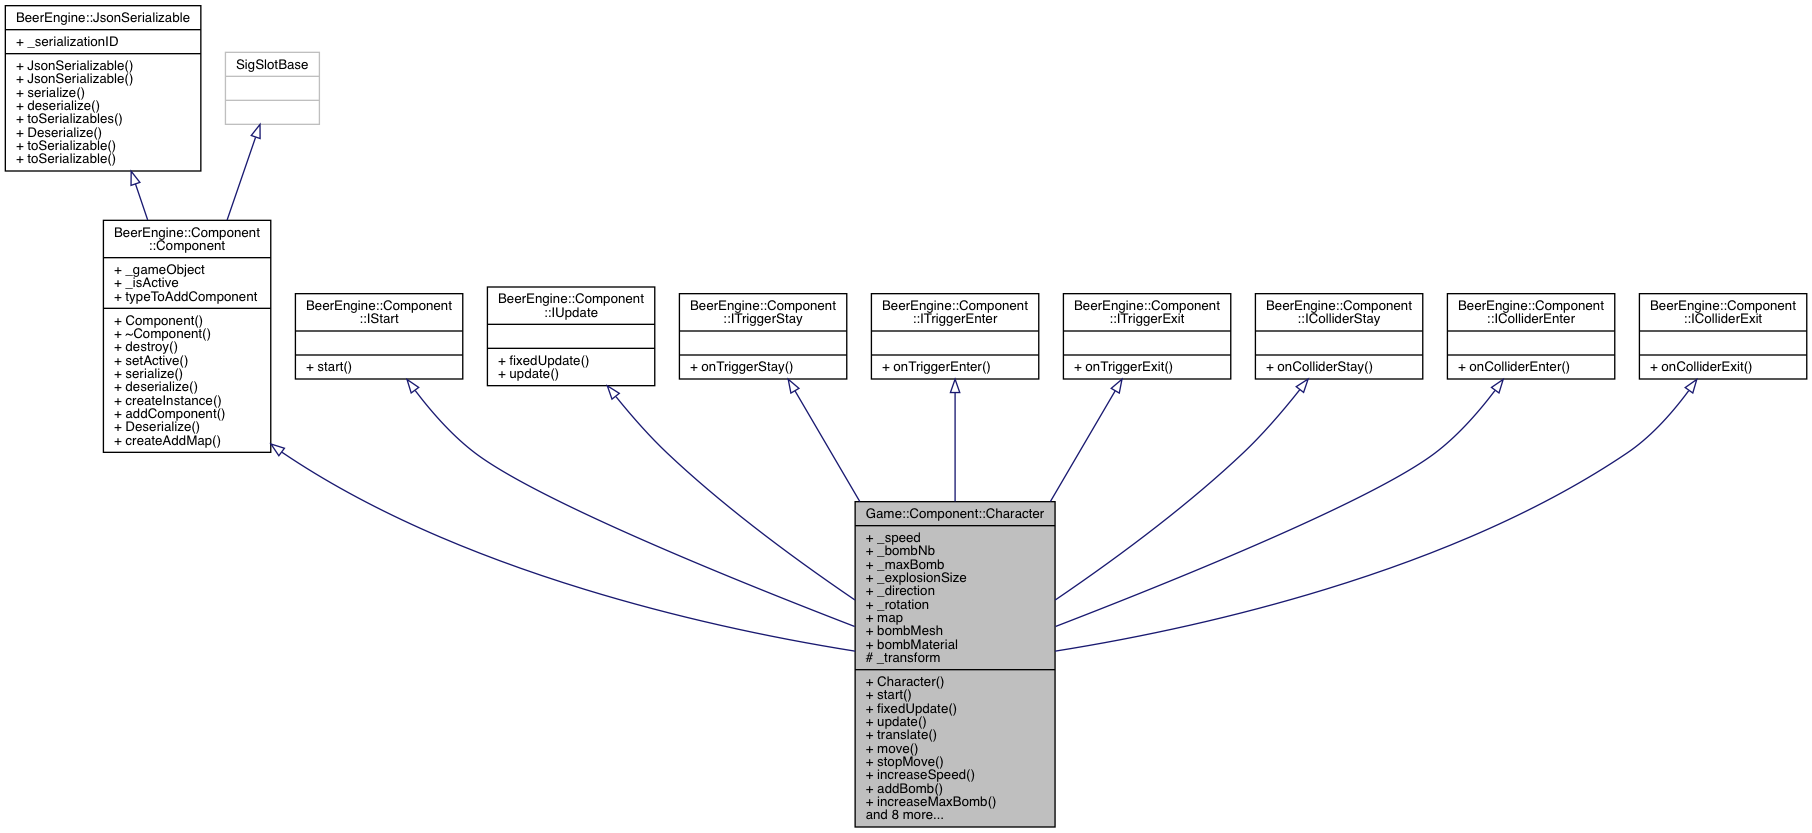 BeerEngine::JsonSerializable
+ _serializationID
+ JsonSerializable()
+ JsonSerializable()
+ serialize()
+ deserialize()
+ toSerializables()
+ Deserialize()
+ toSerializable()
+ toSerializable()
SigSlotBase
BeerEngine::Component
::Component
+ _gameObject
+ _isActive
+ typeToAddComponent
+ Component()
+ ~Component()
+ destroy()
+ setActive()
+ serialize()
+ deserialize()
+ createInstance()
+ addComponent()
+ Deserialize()
+ createAddMap()
BeerEngine::Component
::IStart
+ start()
BeerEngine::Component
::IUpdate
+ fixedUpdate()
+ update()
BeerEngine::Component
::ITriggerStay
+ onTriggerStay()
BeerEngine::Component
::ITriggerEnter
+ onTriggerEnter()
BeerEngine::Component
::ITriggerExit
+ onTriggerExit()
BeerEngine::Component
::IColliderStay
+ onColliderStay()
BeerEngine::Component
::IColliderEnter
+ onColliderEnter()
BeerEngine::Component
::IColliderExit
+ onColliderExit()
Game::Component::Character
+ _speed
+ _bombNb
+ _maxBomb
+ _explosionSize
+ _direction
+ _rotation
+ map
+ bombMesh
+ bombMaterial
# _transform
+ Character()
+ start()
+ fixedUpdate()
+ update()
+ translate()
+ move()
+ stopMove()
+ increaseSpeed()
+ addBomb()
+ increaseMaxBomb()
and 8 more...